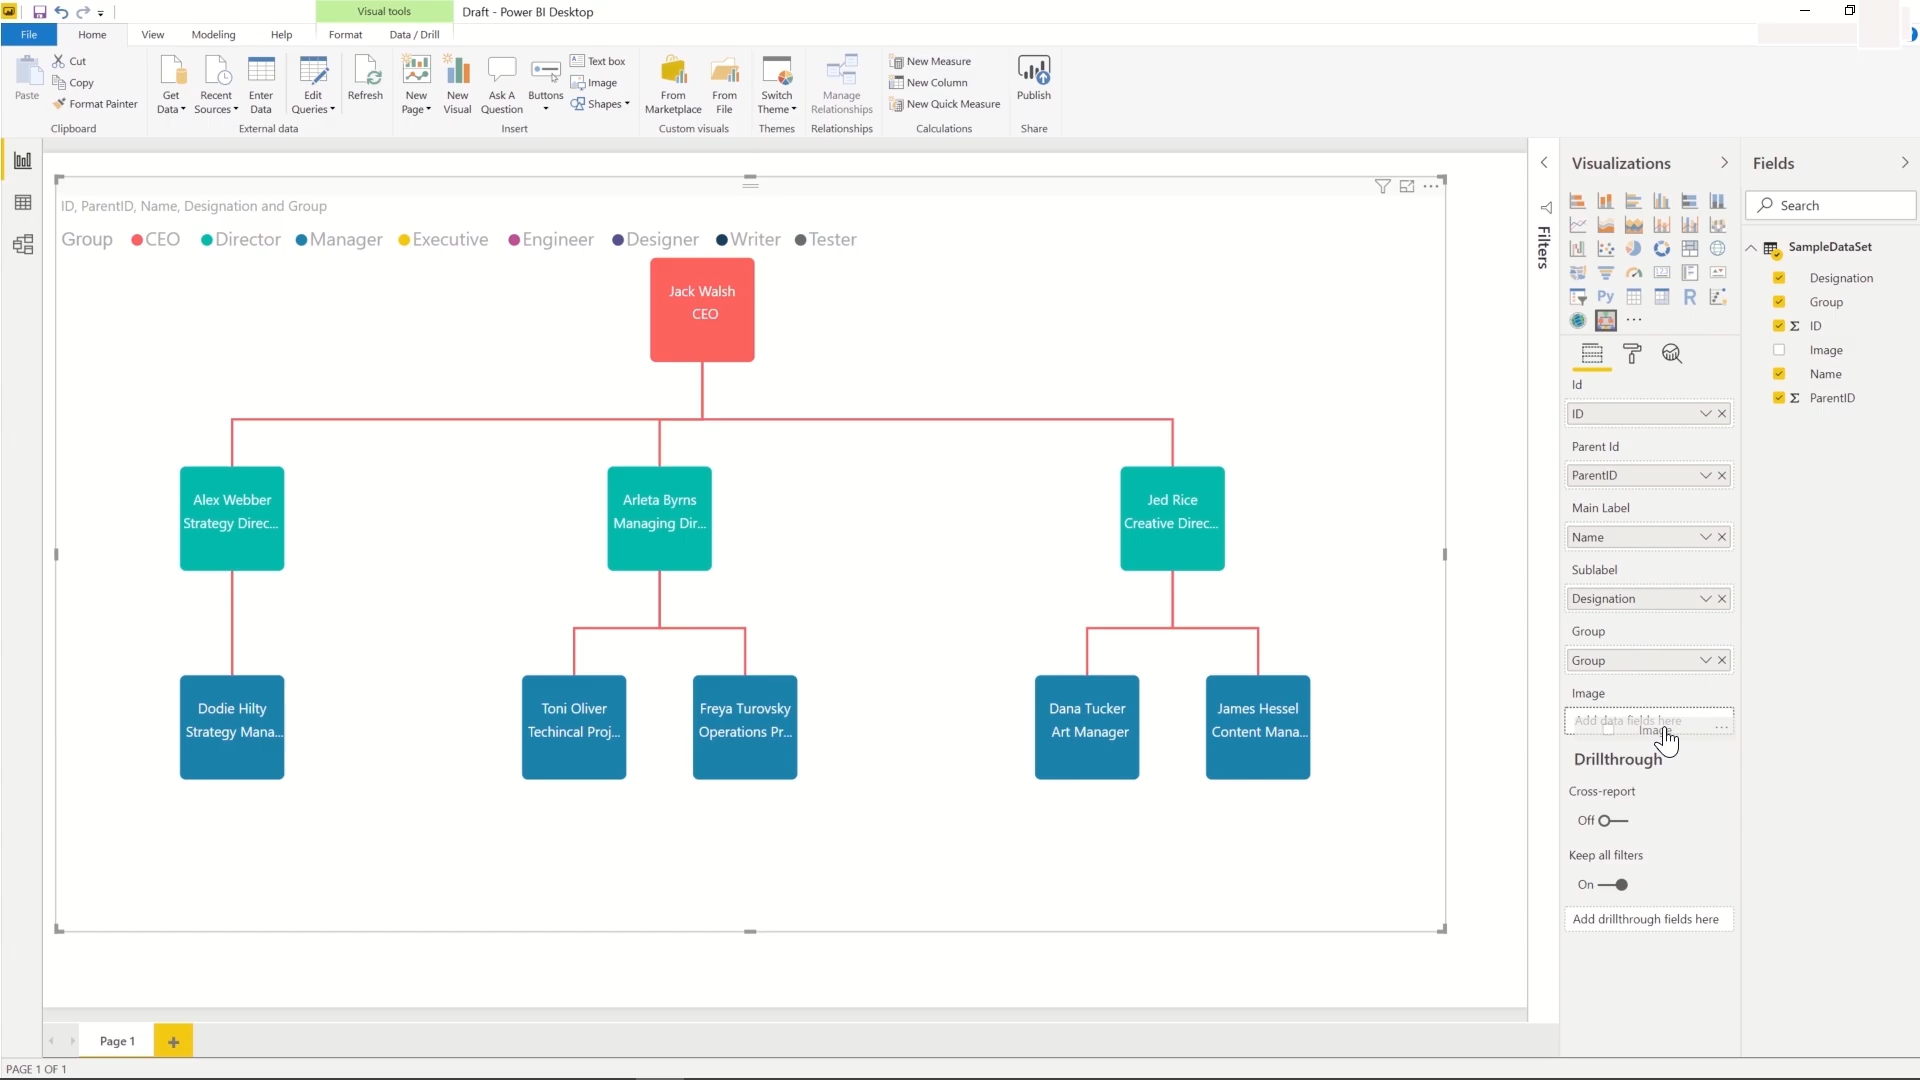 Visual tools
Draft - Power BI Desktop
File
Home
View
Modeling
Help
Format
Data / Drill
Paste
Cut
Copy
Format Painter
Clipboard
Get Data
Recent Sources
Enter Data
Edit Queries
Refresh
External data
New Page
New Visual
Ask A Question
Buttons
Text box
Image
Shapes
Insert
From Marketplace
From File
Custom visuals
Switch Theme
Themes
Manage Relationships
Relationships
New Measure
New Column
New Quick Measure
Calculations
Publish
Share
ID, ParentID, Name, Designation and Group
Group CEO Director Manager Executive Engineer Designer Writer Tester
Jack Walsh
CEO
Alex Webber
Strategy Direc...
Arleta Byrns
Managing Dir...
Jed Rice
Creative Direc...
Dodie Hilty
Strategy Mana...
Toni Oliver
Techincal Proj...
Freya Turovsky
Operations Pr...
Dana Tucker
Art Manager
James Hessel
Content Mana...
Filters
Visualizations
Py
R
Id
ID
Parent Id
ParentID
Main Label
Name
Sublabel
Designation
Group
Group
Image
Add data fields here
Image
Drillthrough
Cross-report
Off
Keep all filters
On
Add drillthrough fields here
Fields
Search
SampleDataSet
Designation
Group
Σ ID
Image
Name
Σ ParentID
Page 1
PAGE 1 OF 1